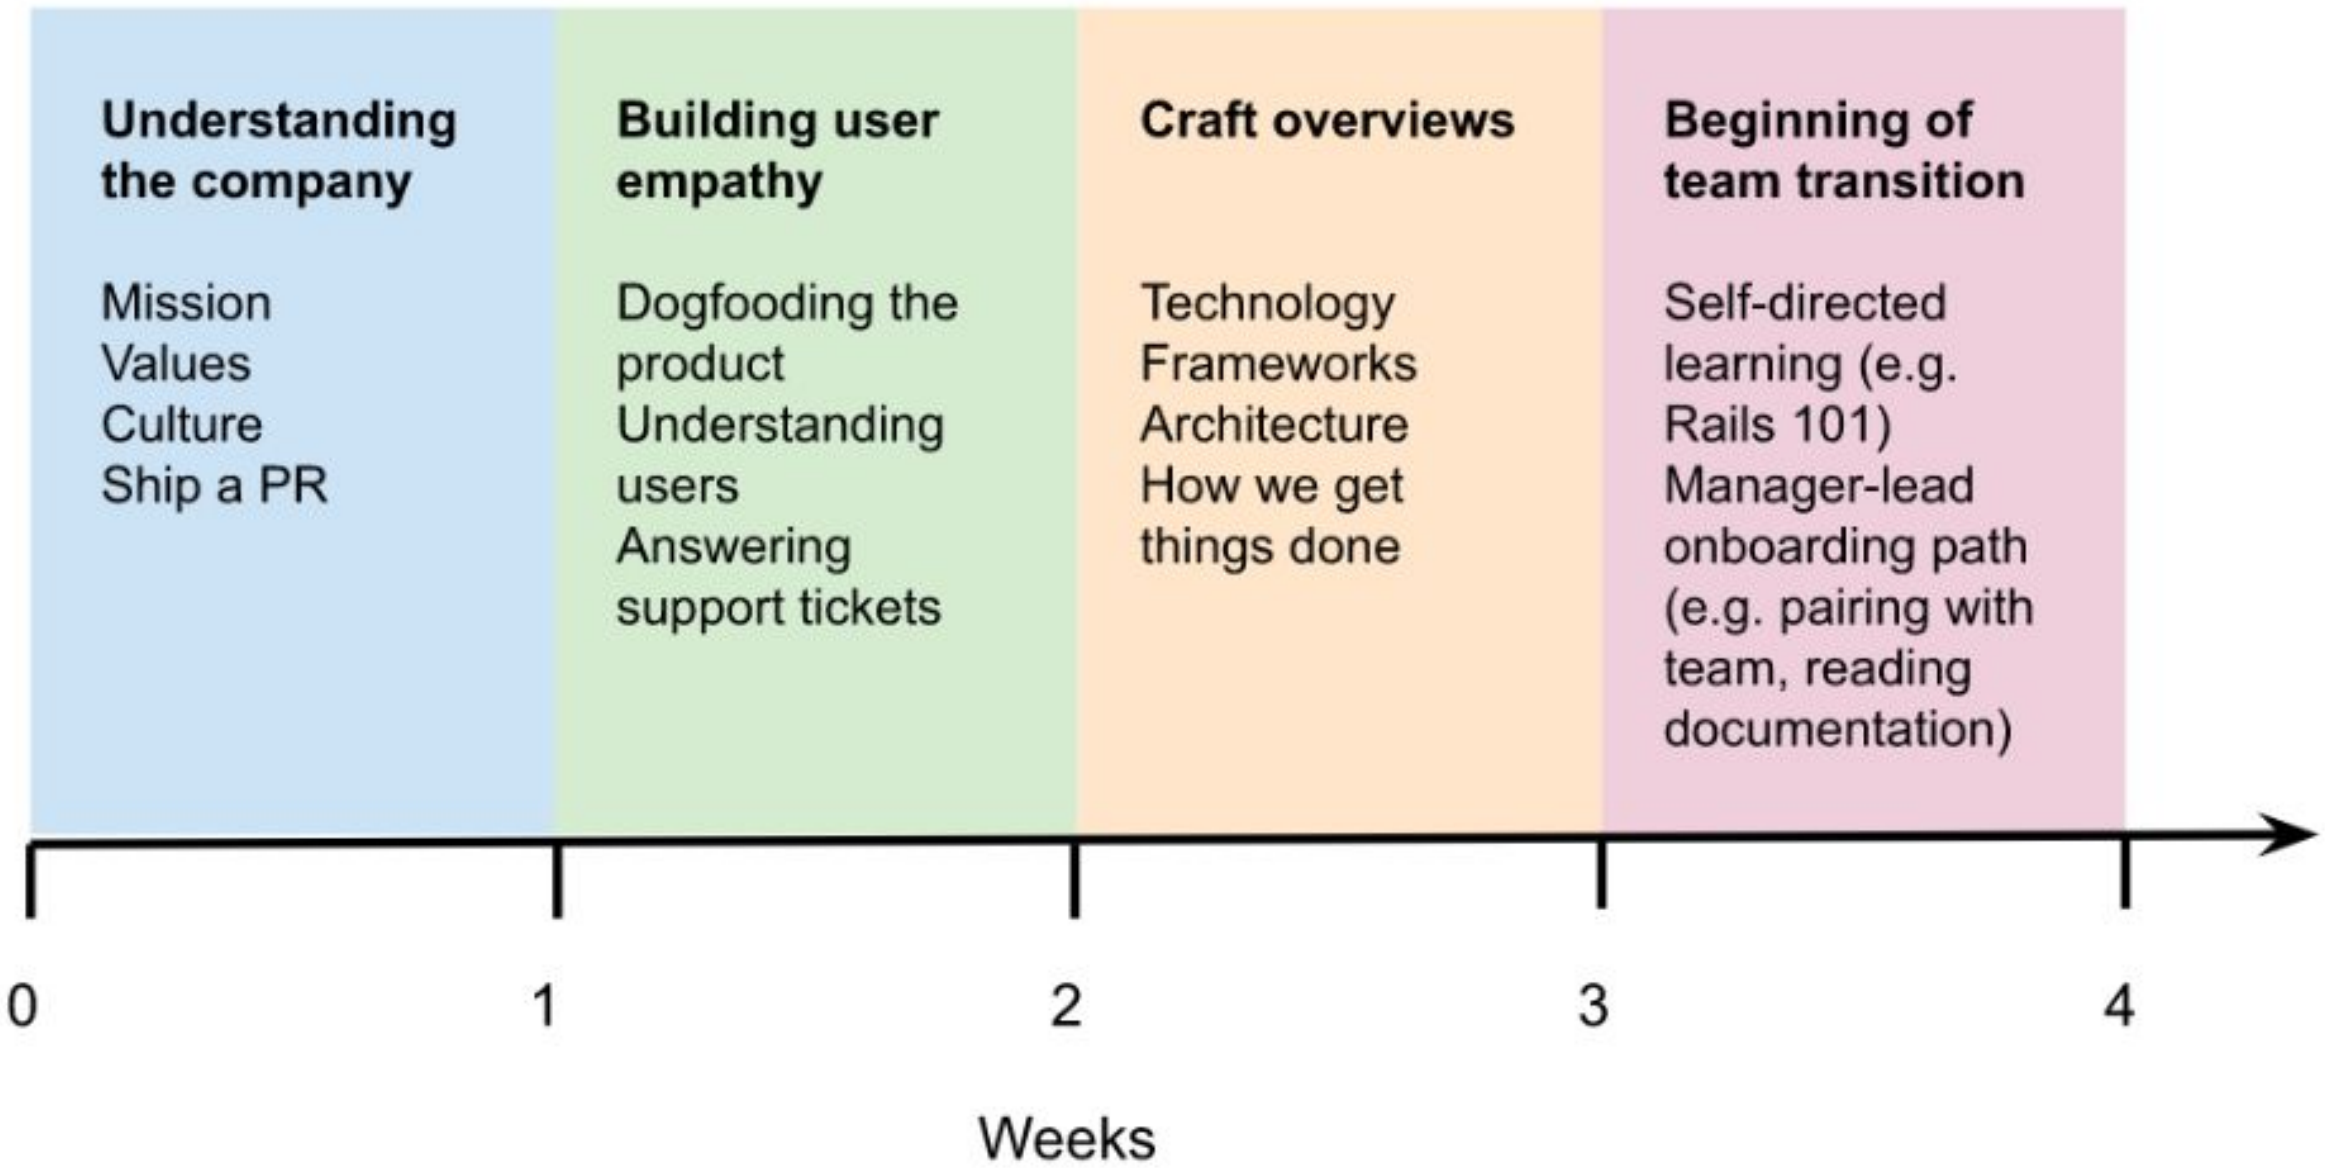 Understanding
the company
Mission
Values
Culture
Ship a PR
Building user
empathy
Dogfooding the
product
Understanding
users
Answering
support tickets
Craft overviews
Technology
Frameworks
Architecture
How we get
things done
Beginning of
team transition
Self-directed
learning (e.g.
Rails 101)
Manager-lead
onboarding path
(e.g. pairing with
team, reading
documentation)
0
1
2
3
4
Weeks